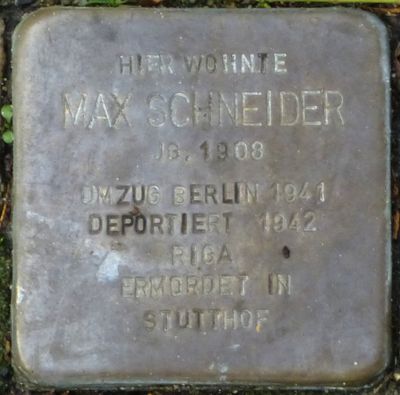 HIER WOHNTE
MAX SCHNEIDER
JG. 1908
UMZUG BERLIN 1941
DEPORTIERT 1942
RIGA
ERMORDET IN
STUTTHOF